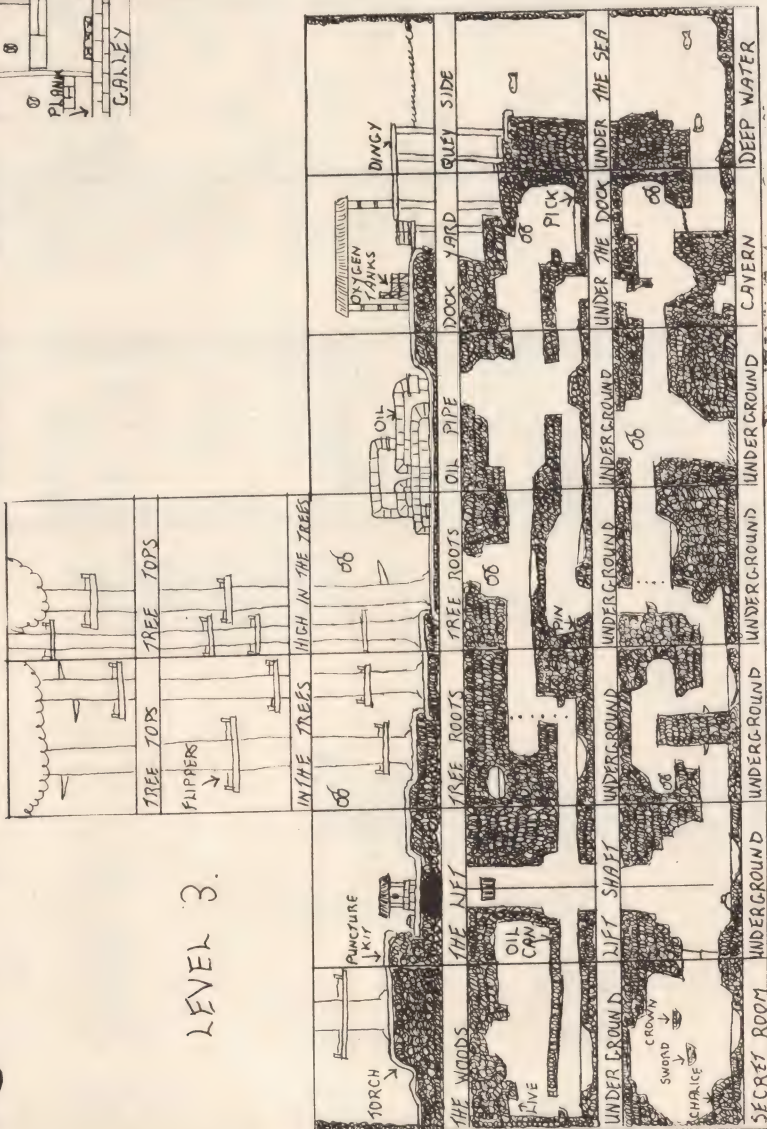 PLANK
GALLEY
LEVEL 3.
TREE TOPS
TREE TOPS
FLIPPERS
IN THE TREES
HIGH IN THE TREES
TORCH
PUNCTURE
KIT
OIL
OXYGEN
TANKS
DINGY
THE WOODS
THE LIFT
TREE ROOTS
TREE ROOTS
OIL PIPE
DOCK YARD
QUEY SIDE
LIVE
OIL
CAN
PIN
PICK
UNDER GROUND
LIFT SHAFT
UNDERGROUND
UNDERGROUND
UNDERGROUND
UNDER THE DOCK
UNDER THE SEA
CHALICE
SWORD
CROWN
SECRET ROOM
UNDERGROUND
UNDERGROUND
UNDERGROUND
UNDERGROUND
CAVERN
DEEP WATER